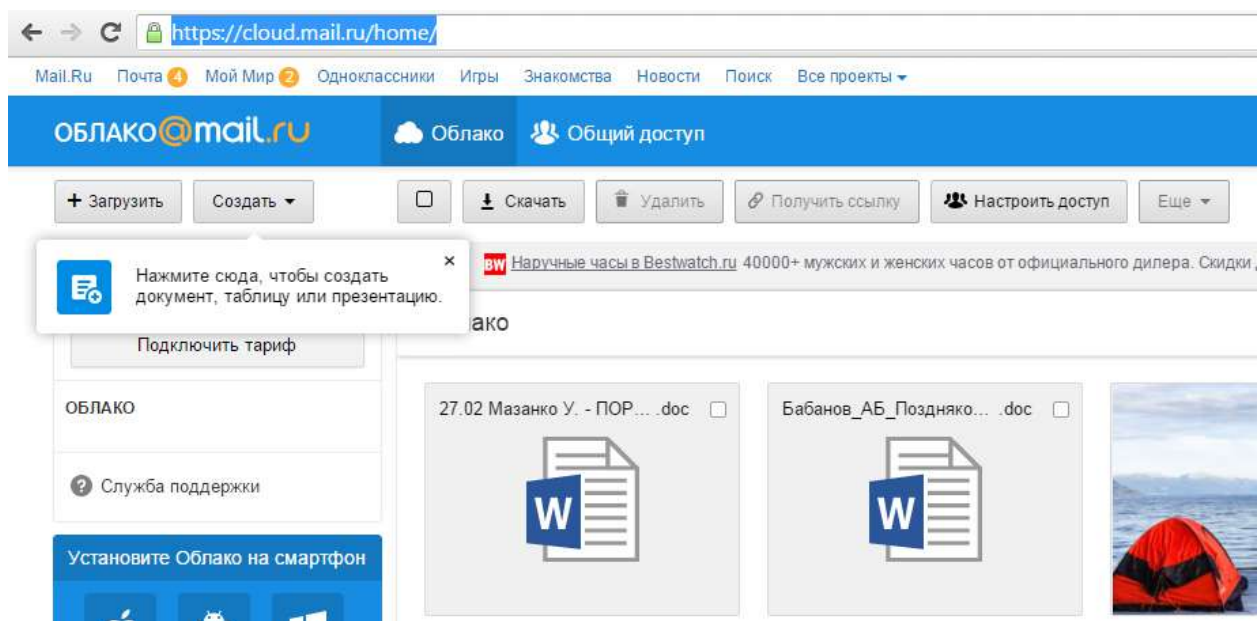 https://cloud.mail.ru/home/
Mail.Ru Почта 4 Мой Мир 2 Одноклассники Игры Знакомства Новости Поиск Все проекты
ОБЛАКО@mail.ru Облако Общий доступ
+ Загрузить Создать Скачать Удалить Получить ссылку Настроить доступ Еще
Нажмите сюда, чтобы создать
документ, таблицу или презентацию.
×
BW Наручные часы в Bestwatch.ru 40000+ мужских и женских часов от официального дилера. Скидки
ако
Подключить тариф
ОБЛАКО
? Служба поддержки
Установите Облако на смартфон
27.02 Мазанко У. - ПОР... .doc
W
Бабанов_АБ_Поздняко... .doc
W